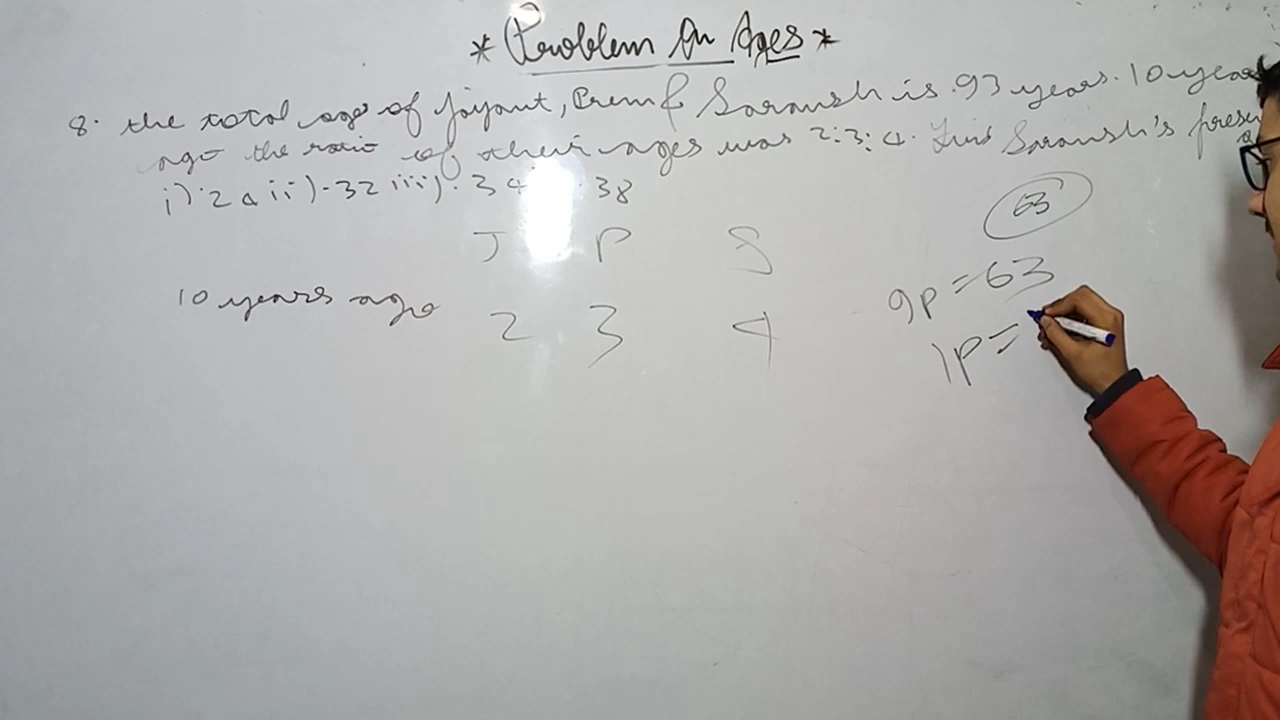 * Problem On Ages *
8. the total age of Jayant, Prem & Saransh is .93 years. 10 years
ago the ratio of their ages was 2:3:4. Find Saransh's presen
i) 24 ii) 32 iii) 34 38
63
J P S
9P = 63
10 years ago 2 3 4
1P =